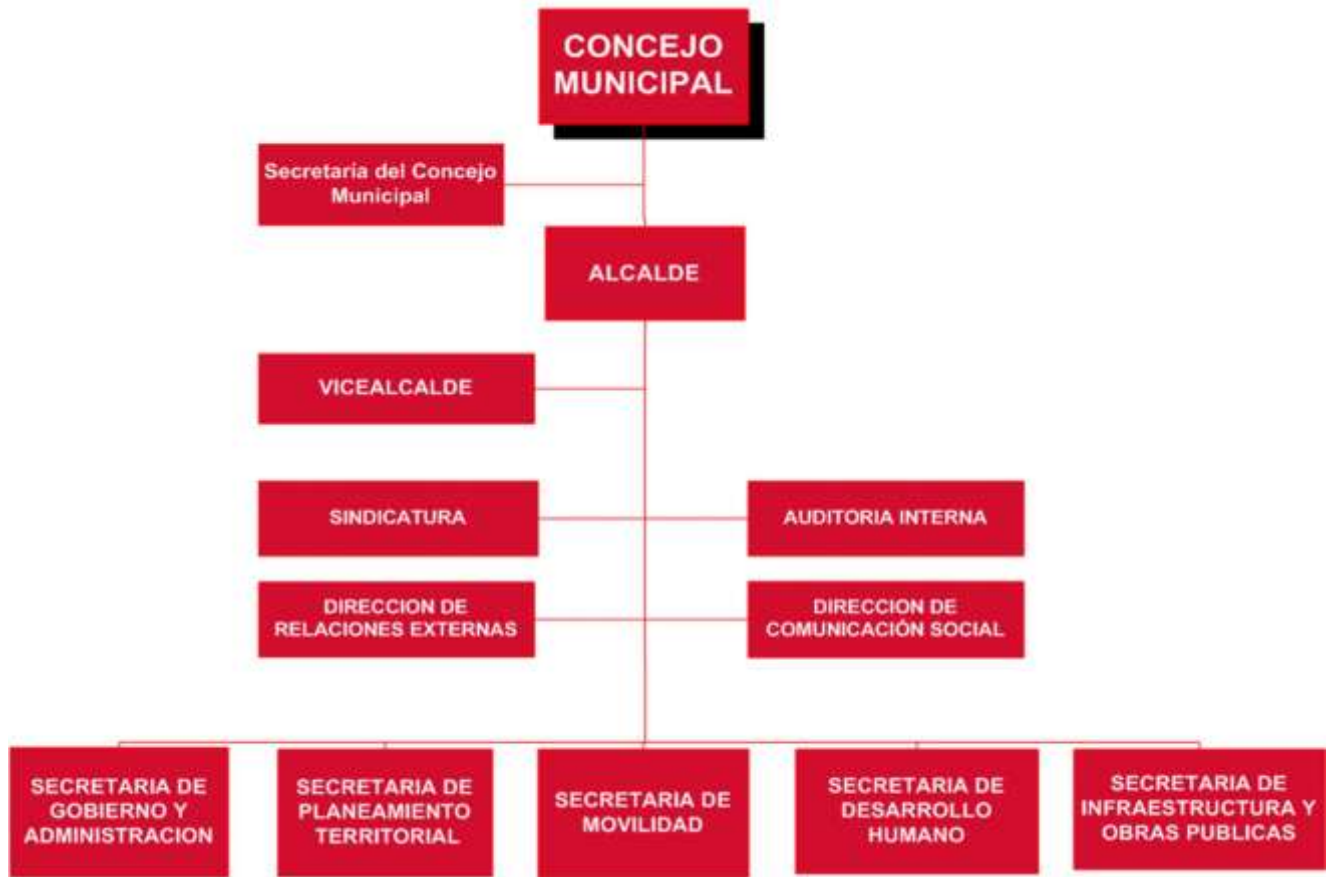 CONCEJO
MUNICIPAL
Secretaria del Concejo
Municipal
ALCALDE
VICEALCALDE
SINDICATURA
AUDITORIA INTERNA
DIRECCION DE
RELACIONES EXTERNAS
DIRECCION DE
COMUNICACIÓN SOCIAL
SECRETARIA DE
GOBIERNO Y
ADMINISTRACION
SECRETARIA DE
PLANEAMIENTO
TERRITORIAL
SECRETARIA DE
MOVILIDAD
SECRETARIA DE
DESARROLLO
HUMANO
SECRETARIA DE
INFRAESTRUCTURA Y
OBRAS PUBLICAS